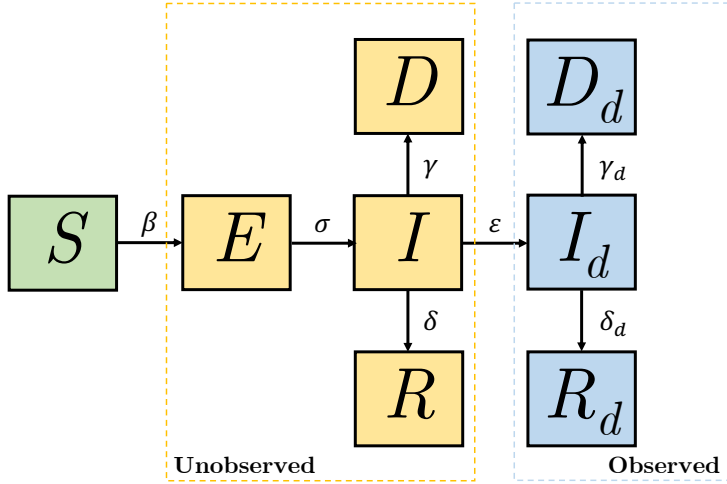 D D_d
γ γ_d
S β E σ I ε I_d
δ δ_d
R R_d
Unobserved Observed